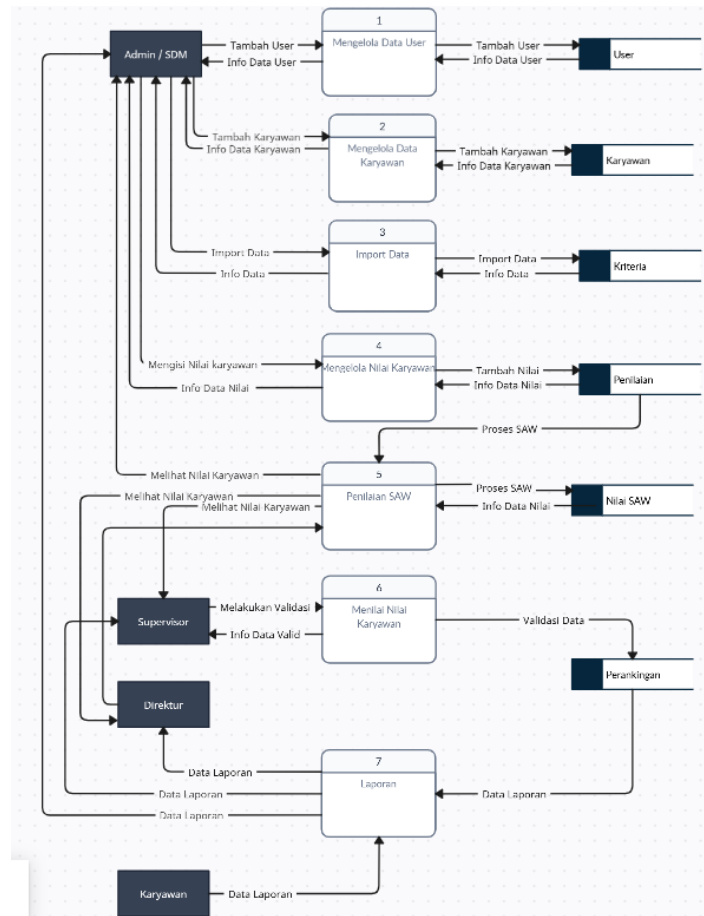 1
Admin / SDM
Tambah User
Mengelola Data User
Tambah User
User
Info Data User
Info Data User
2
Tambah Karyawan
Info Data Karyawan
Mengelola Data
Karyawan
Tambah Karyawan
Info Data Karyawan
Karyawan
3
Import Data
Import Data
Import Data
Kriteria
Info Data
Info Data
4
Mengisi Nilai karyawan
Mengelola Nilai Karyawan
Tambah Nilai
Penilaian
Info Data Nilai
Info Data Nilai
Proses SAW
5
Melihat Nilai Karyawan
Melihat Nilai Karyawan
Melihat Nilai Karyawan
Penilaian SAW
Proses SAW
Nilai SAW
Info Data Nilai
6
Supervisor
Melakukan Validasi
Menilai Nilai
Karyawan
Validasi Data
Info Data Valid
Perankingan
Direktur
7
Data Laporan
Laporan
Data Laporan
Data Laporan
Data Laporan
Karyawan
Data Laporan